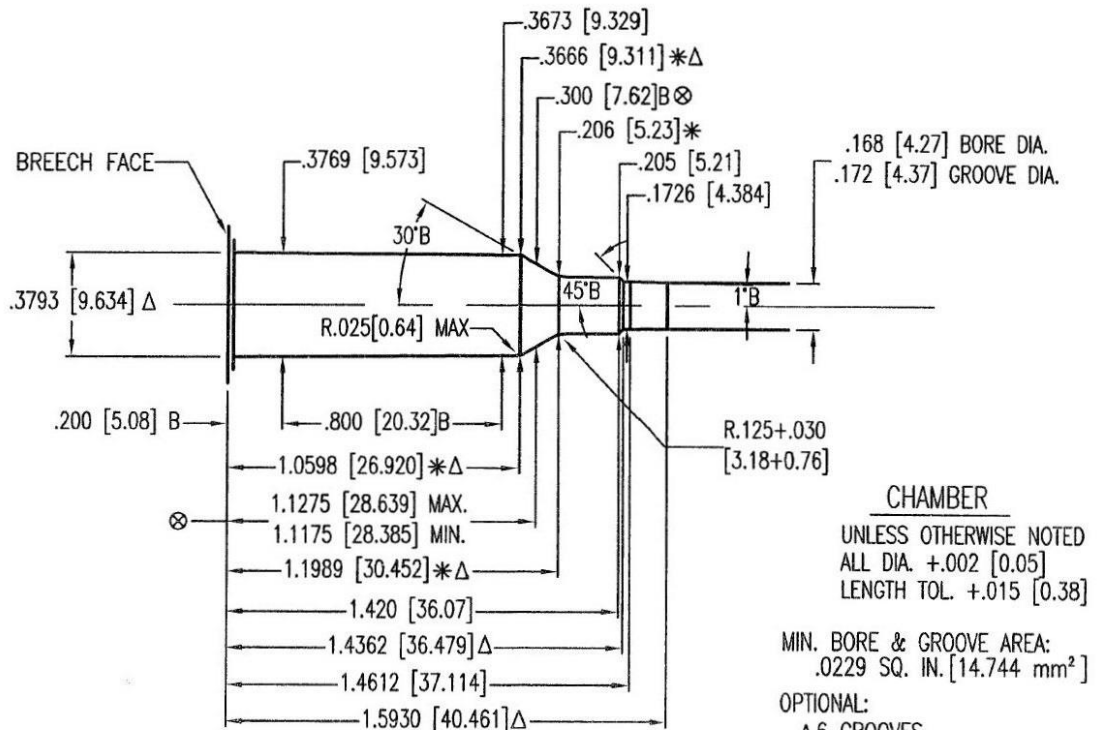 .3673 [9.329]
.3666 [9.311]*Δ
.300 [7.62]B⊗
.206 [5.23]*
.205 [5.21]
.1726 [4.384]
.168 [4.27] BORE DIA.
.172 [4.37] GROOVE DIA.
BREECH FACE
.3769 [9.573]
30°B
.3793 [9.634] Δ
45°B
1°B
R.025[0.64] MAX
.200 [5.08] B
.800 [20.32]B
R.125+.030
[3.18+0.76]
1.0598 [26.920]*Δ
⊗
1.1275 [28.639] MAX.
1.1175 [28.385] MIN.
1.1989 [30.452]*Δ
1.420 [36.07]
1.4362 [36.479]Δ
1.4612 [37.114]
1.5930 [40.461]Δ
CHAMBER
UNLESS OTHERWISE NOTED
ALL DIA. +.002 [0.05]
LENGTH TOL. +.015 [0.38]
MIN. BORE & GROOVE AREA:
.0229 SQ. IN. [14.744 mm²]
OPTIONAL:
6 GROOVES